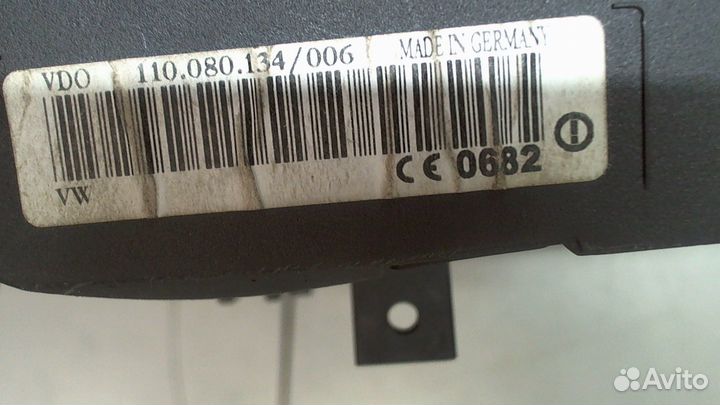 VDO 110.080.134/006 MADE IN GERMANY
CE 0682
VW
Avito